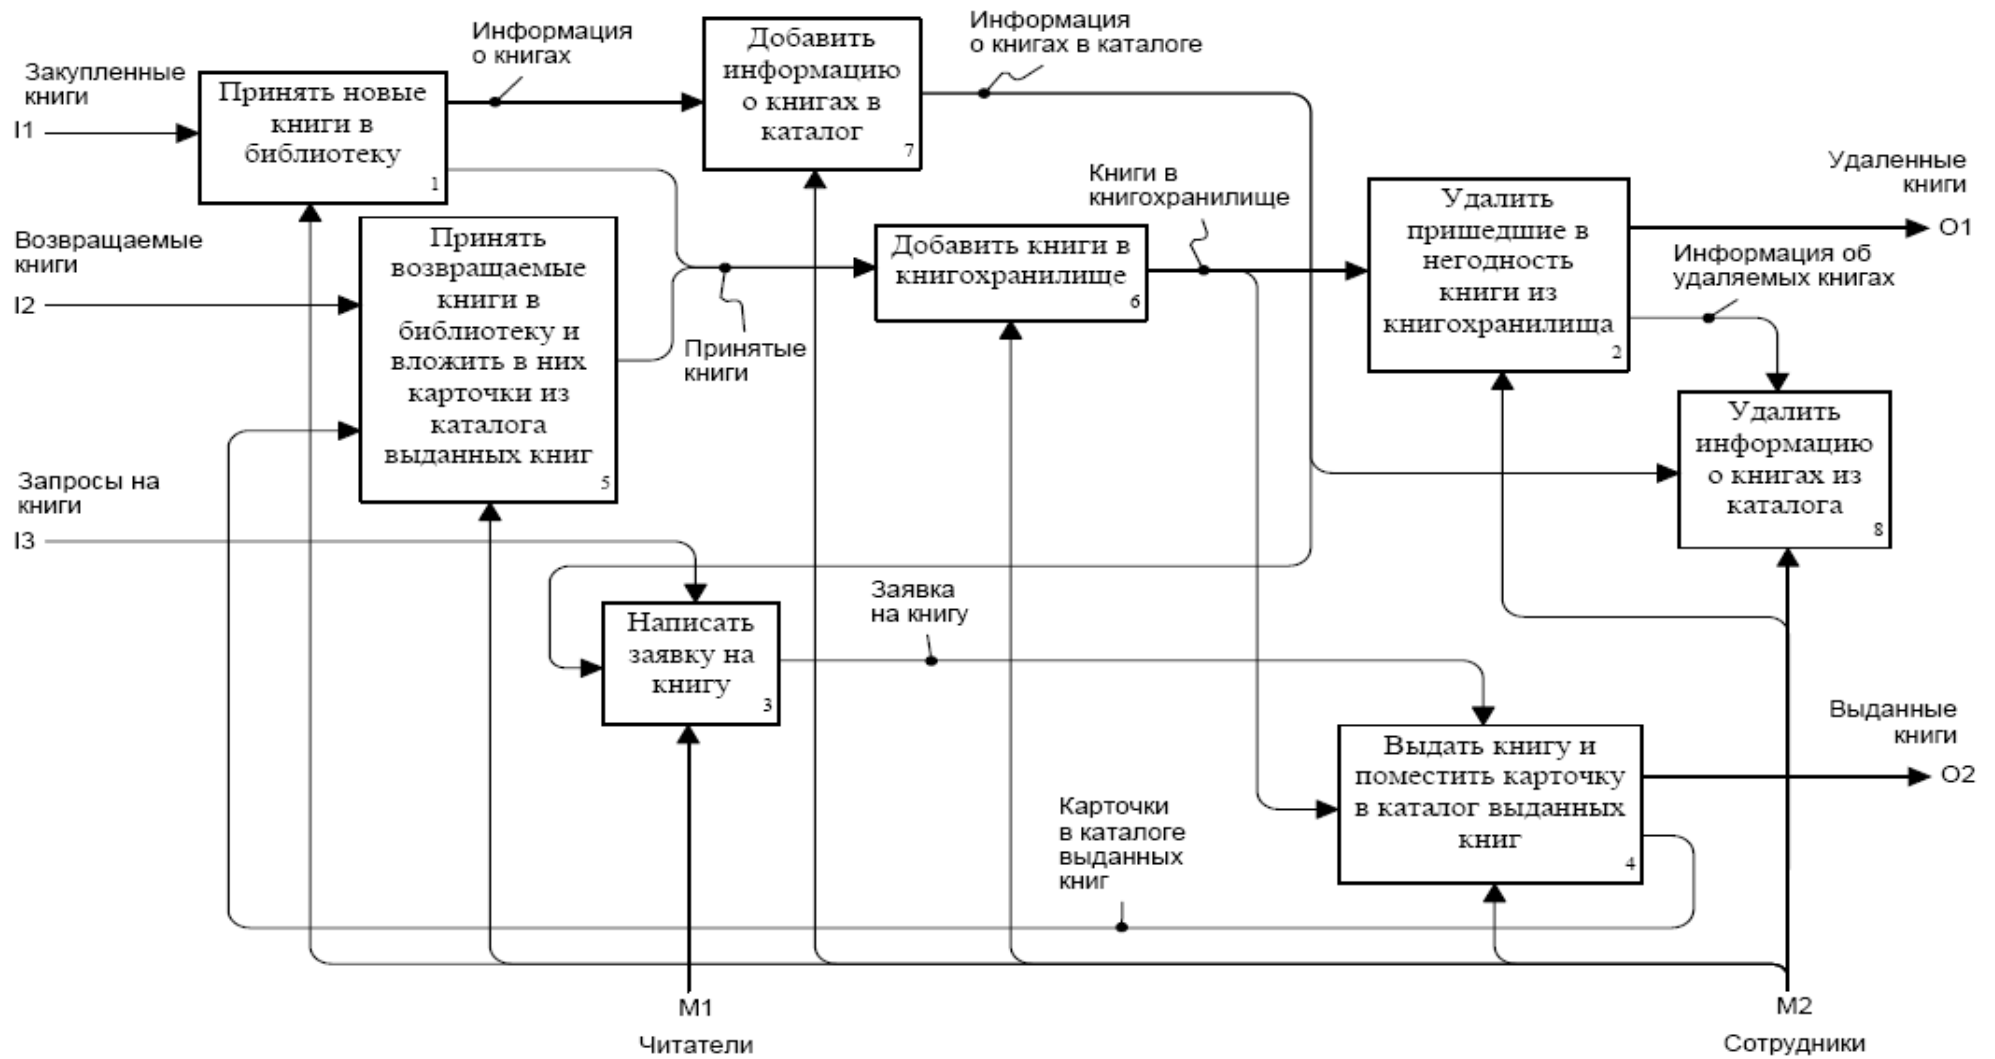 Закупленные
книги
I1
Принять новые
книги в
библиотеку
1
Информация
о книгах
Добавить
информацию
о книгах в
каталог
7
Информация
о книгах в каталоге
Возвращаемые
книги
I2
Принять
возвращаемые
книги в
библиотеку и
вложить в них
карточки из
каталога
выданных книг
5
Принятые
книги
Добавить книги в
книгохранилище
6
Книги в
книгохранилище
Удалить
пришедшие в
негодность
книги из
книгохранилища
2
Удаленные
книги
O1
Информация об
удаляемых книгах
Удалить
информацию
о книгах из
каталога
8
Запросы на
книги
I3
Написать
заявку на
книгу
3
Заявка
на книгу
Выдать книгу и
поместить карточку
в каталог выданных
книг
4
Выданные
книги
O2
Карточки
в каталоге
выданных
книг
M1
Читатели
M2
Сотрудники